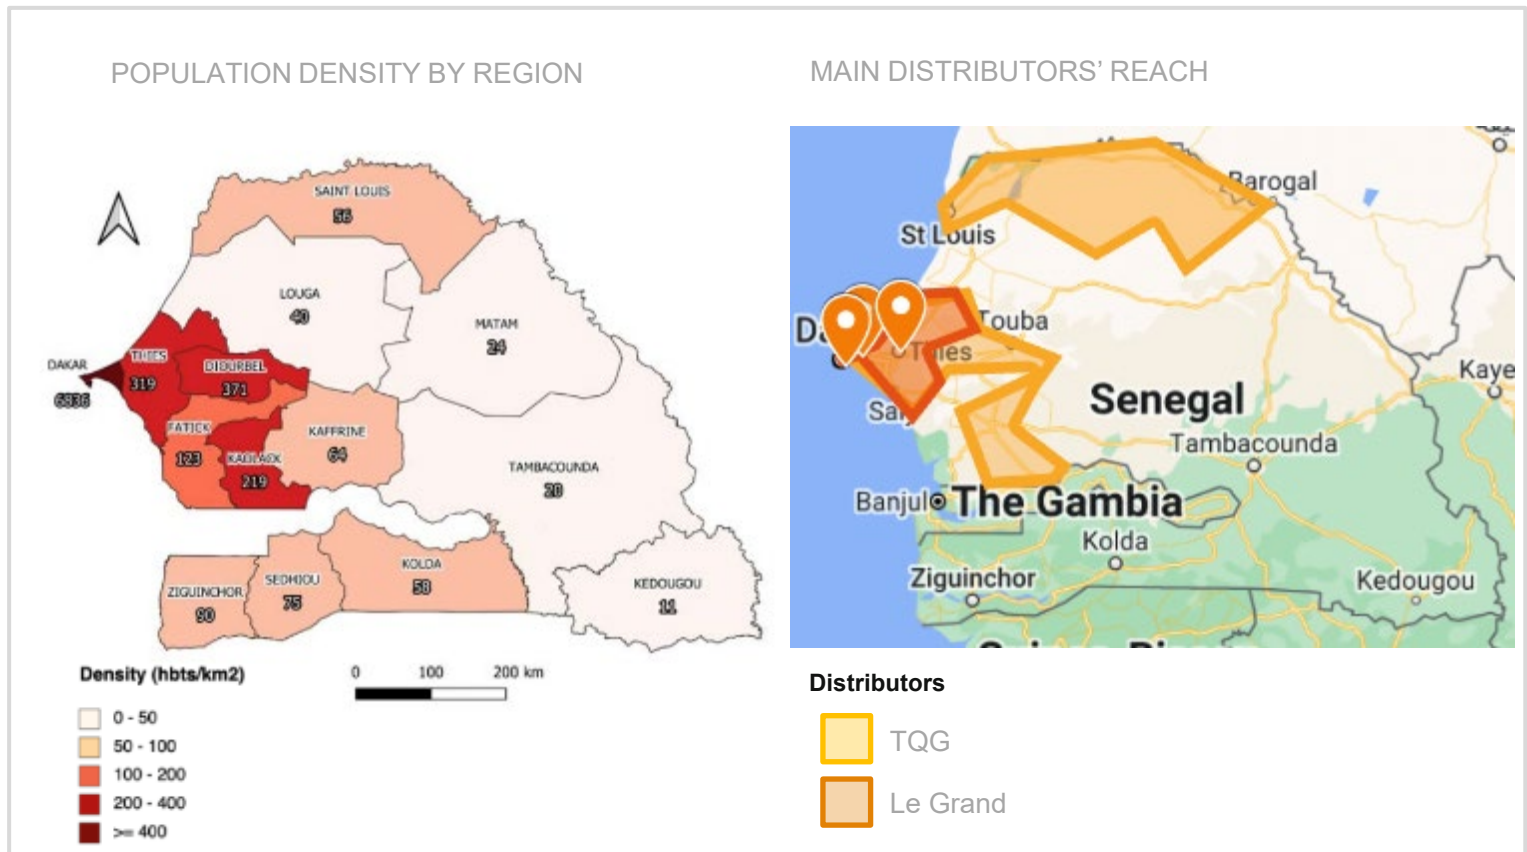 POPULATION DENSITY BY REGION
MAIN DISTRIBUTORS’ REACH
SAINT LOUIS
56
LOUGA
40
MATAM
24
DAKAR
6836
THIES
319
DIOURBEL
371
FATICK
123
KAOLACK
219
KAFFRINE
64
TAMBACOUNDA
20
ZIGUINCHOR
90
SEDHIOU
75
KOLDA
58
KEDOUGOU
11
Density (hbts/km2)
0 - 50
50 - 100
100 - 200
200 - 400
>= 400
0 100 200 km
Barogal
St Louis
Da
Touba
Thies
Kaye
Senegal
Tambacounda
Banjul
The Gambia
Kolda
Ziguinchor
Kedougou
Distributors
TQG
Le Grand